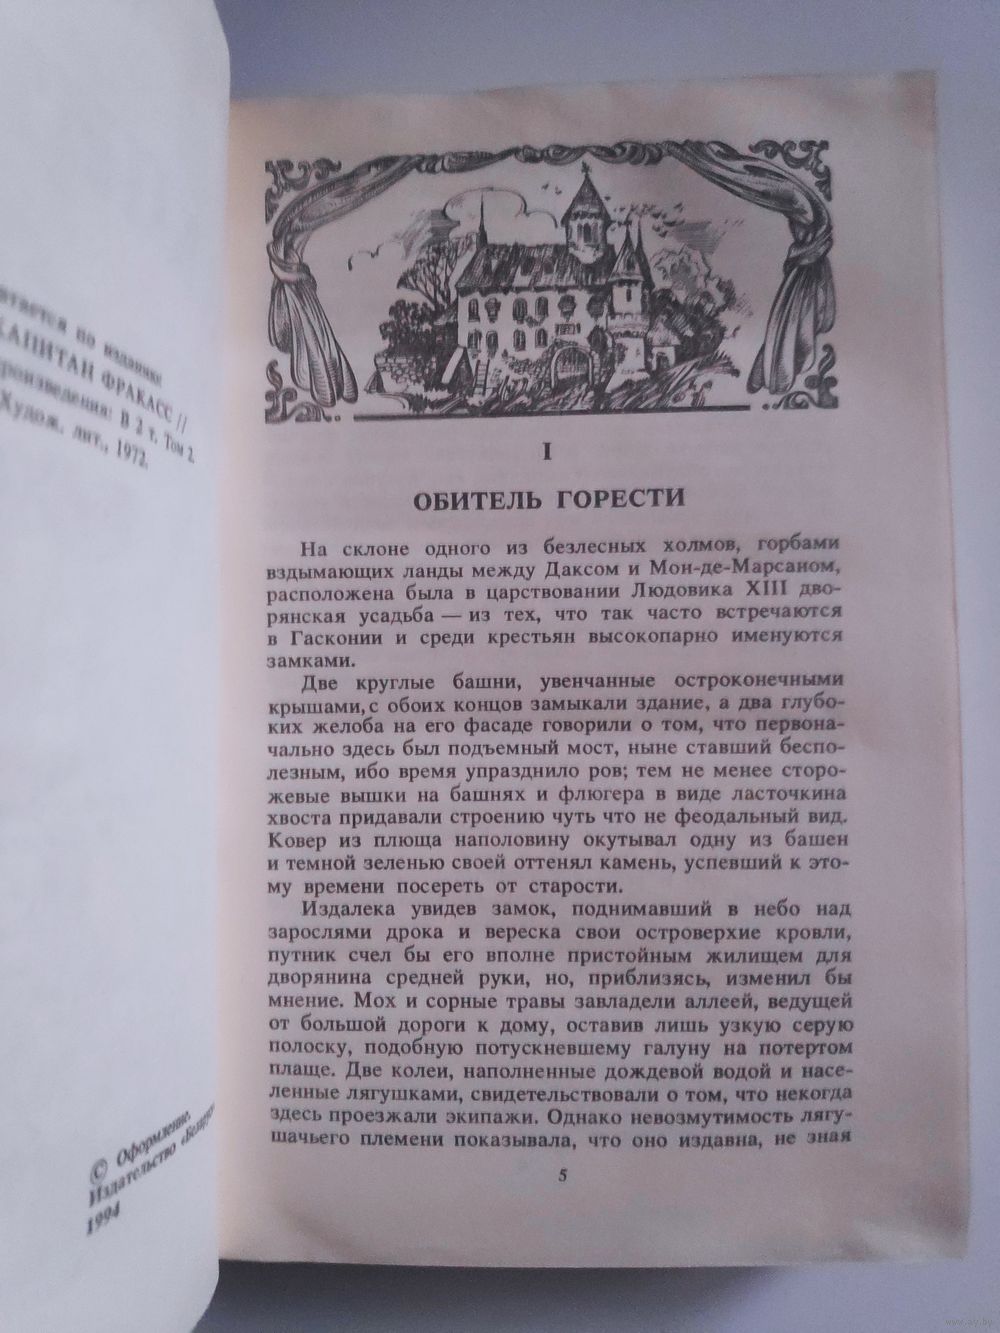 по изданию
КАПИТАН ФРАКАСС //
В 2 т. Том 2.
Худож. лит., 1972.
© Оформление.
Издательство
1994
I
ОБИТЕЛЬ ГОРЕСТИ
На склоне одного из безлесных холмов, горбами
вздымающих ланды между Даксом и Мон-де-Марсаном,
расположена была в царствовании Людовика XIII дво-
рянская усадьба — из тех, что так часто встречаются
в Гасконии и среди крестьян высокопарно именуются
замками.
Две круглые башни, увенчанные остроконечными
крышами, с обоих концов замыкали здание, а два глубо-
ких желоба на его фасаде говорили о том, что первона-
чально здесь был подъемный мост, ныне ставший беспо-
лезным, ибо время упразднило ров; тем не менее сторо-
жевые вышки на башнях и флюгера в виде ласточкина
хвоста придавали строению чуть что не феодальный вид.
Ковер из плюща наполовину окутывал одну из башен
и темной зеленью своей оттенял камень, успевший к это-
му времени посереть от старости.
Издалека увидев замок, поднимавший в небо над
зарослями дрока и вереска свои островерхие кровли,
путник счел бы его вполне пристойным жилищем для
дворянина средней руки, но, приблизясь, изменил бы
мнение. Мох и сорные травы завладели аллеей, ведущей
от большой дороги к дому, оставив лишь узкую серую
полоску, подобную потускневшему галуну на потертом
плаще. Две колеи, наполненные дождевой водой и насе-
ленные лягушками, свидетельствовали о том, что некогда
здесь проезжали экипажи. Однако невозмутимость лягу-
шачьего племени показывала, что оно издавна, не зная
5
www.ay.by